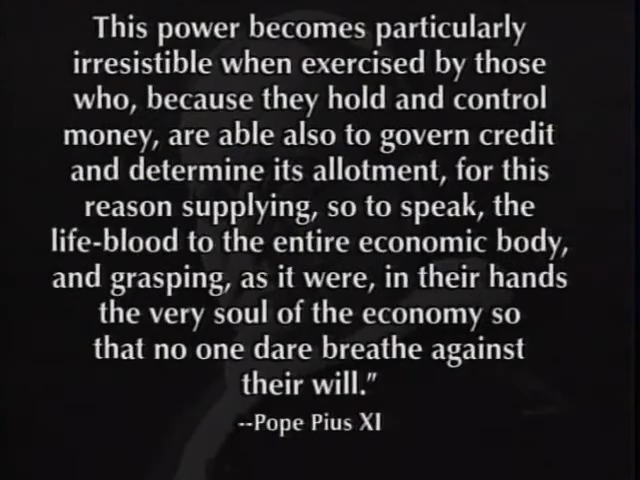 This power becomes particularly
irresistible when exercised by those
who, because they hold and control
money, are able also to govern credit
and determine its allotment, for this
reason supplying, so to speak, the
life-blood to the entire economic body,
and grasping, as it were, in their hands
the very soul of the economy so
that no one dare breathe against
their will.”
--Pope Pius XI